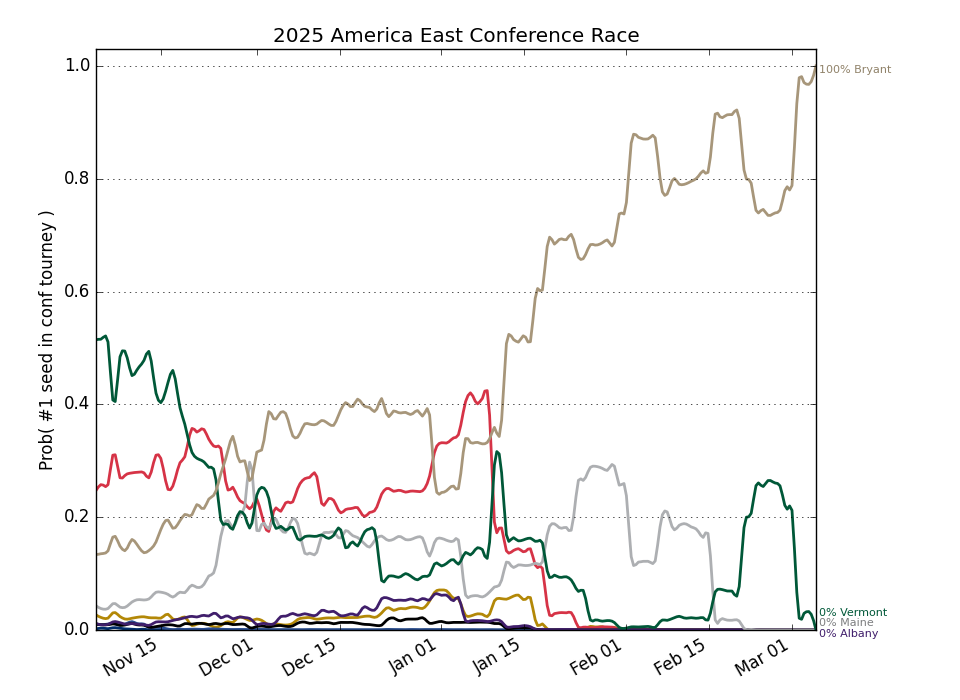 2025 America East Conference Race
Prob( #1 seed in conf tourney )
1.0
0.8
0.6
0.4
0.2
0.0
100% Bryant
0% Vermont
0% Maine
0% Albany
Nov 15
Dec 01
Dec 15
Jan 01
Jan 15
Feb 01
Feb 15
Mar 01